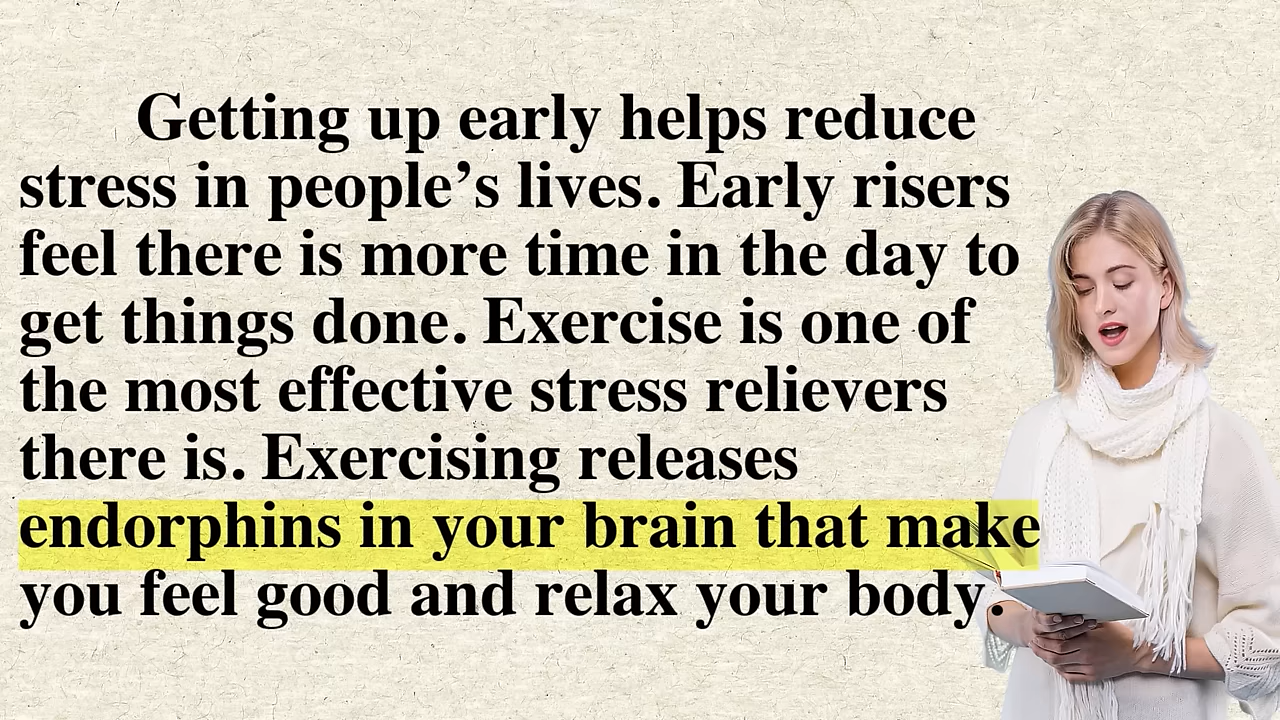 Getting up early helps reduce
stress in people’s lives. Early risers
feel there is more time in the day to
get things done. Exercise is one of
the most effective stress relievers
there is. Exercising releases
endorphins in your brain that make
you feel good and relax your body.